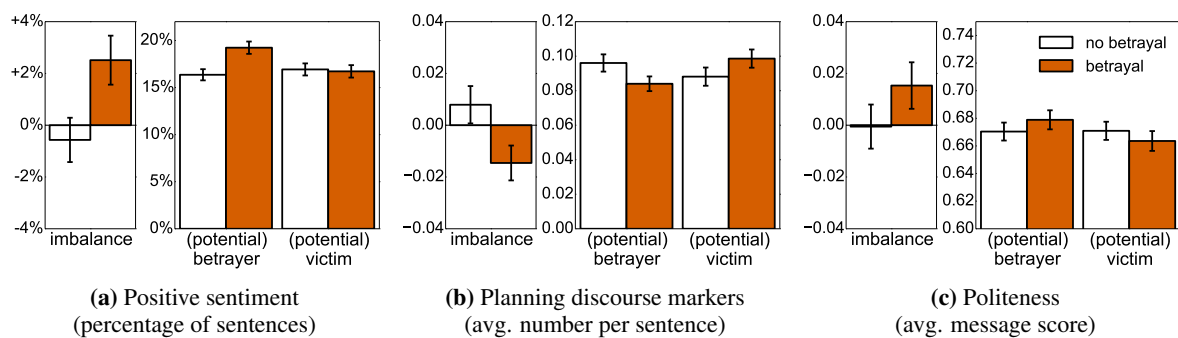 +4%
+2%
0%
−2%
−4%
imbalance
20%
15%
10%
5%
0%
(potential) betrayer
(potential) victim
(a) Positive sentiment
(percentage of sentences)
0.04
0.02
0.00
−0.02
−0.04
imbalance
0.12
0.10
0.08
0.06
0.04
0.02
0.00
(potential) betrayer
(potential) victim
(b) Planning discourse markers
(avg. number per sentence)
0.04
0.02
0.00
−0.02
−0.04
imbalance
0.74
0.72
0.70
0.68
0.66
0.64
0.62
0.60
no betrayal
betrayal
(potential) betrayer
(potential) victim
(c) Politeness
(avg. message score)